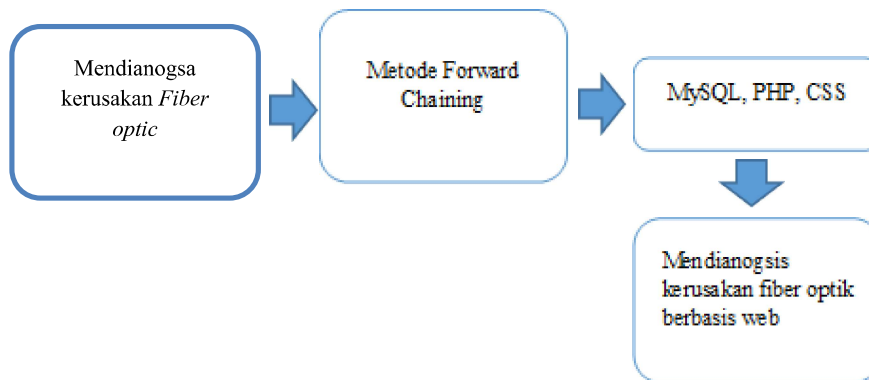 Mendianogsa
kerusakan Fiber
optic
Metode Forward
Chaining
MySQL, PHP, CSS
Mendianogsis
kerusakan fiber optik
berbasis web